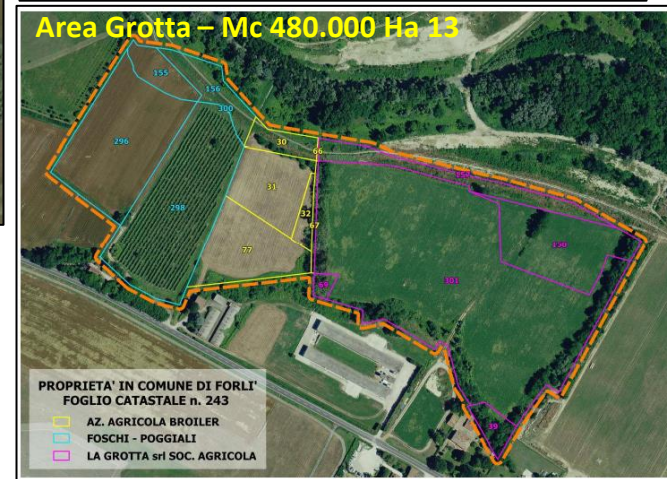 Area Grotta – Mc 480.000 Ha 13
155
156
300
296
30
66
298
31
32
67
77
301
150
39
PROPRIETA' IN COMUNE DI FORLI'
FOGLIO CATASTALE n. 243
AZ. AGRICOLA BROILER
FOSCHI - POGGIALI
LA GROTTA srl SOC. AGRICOLA